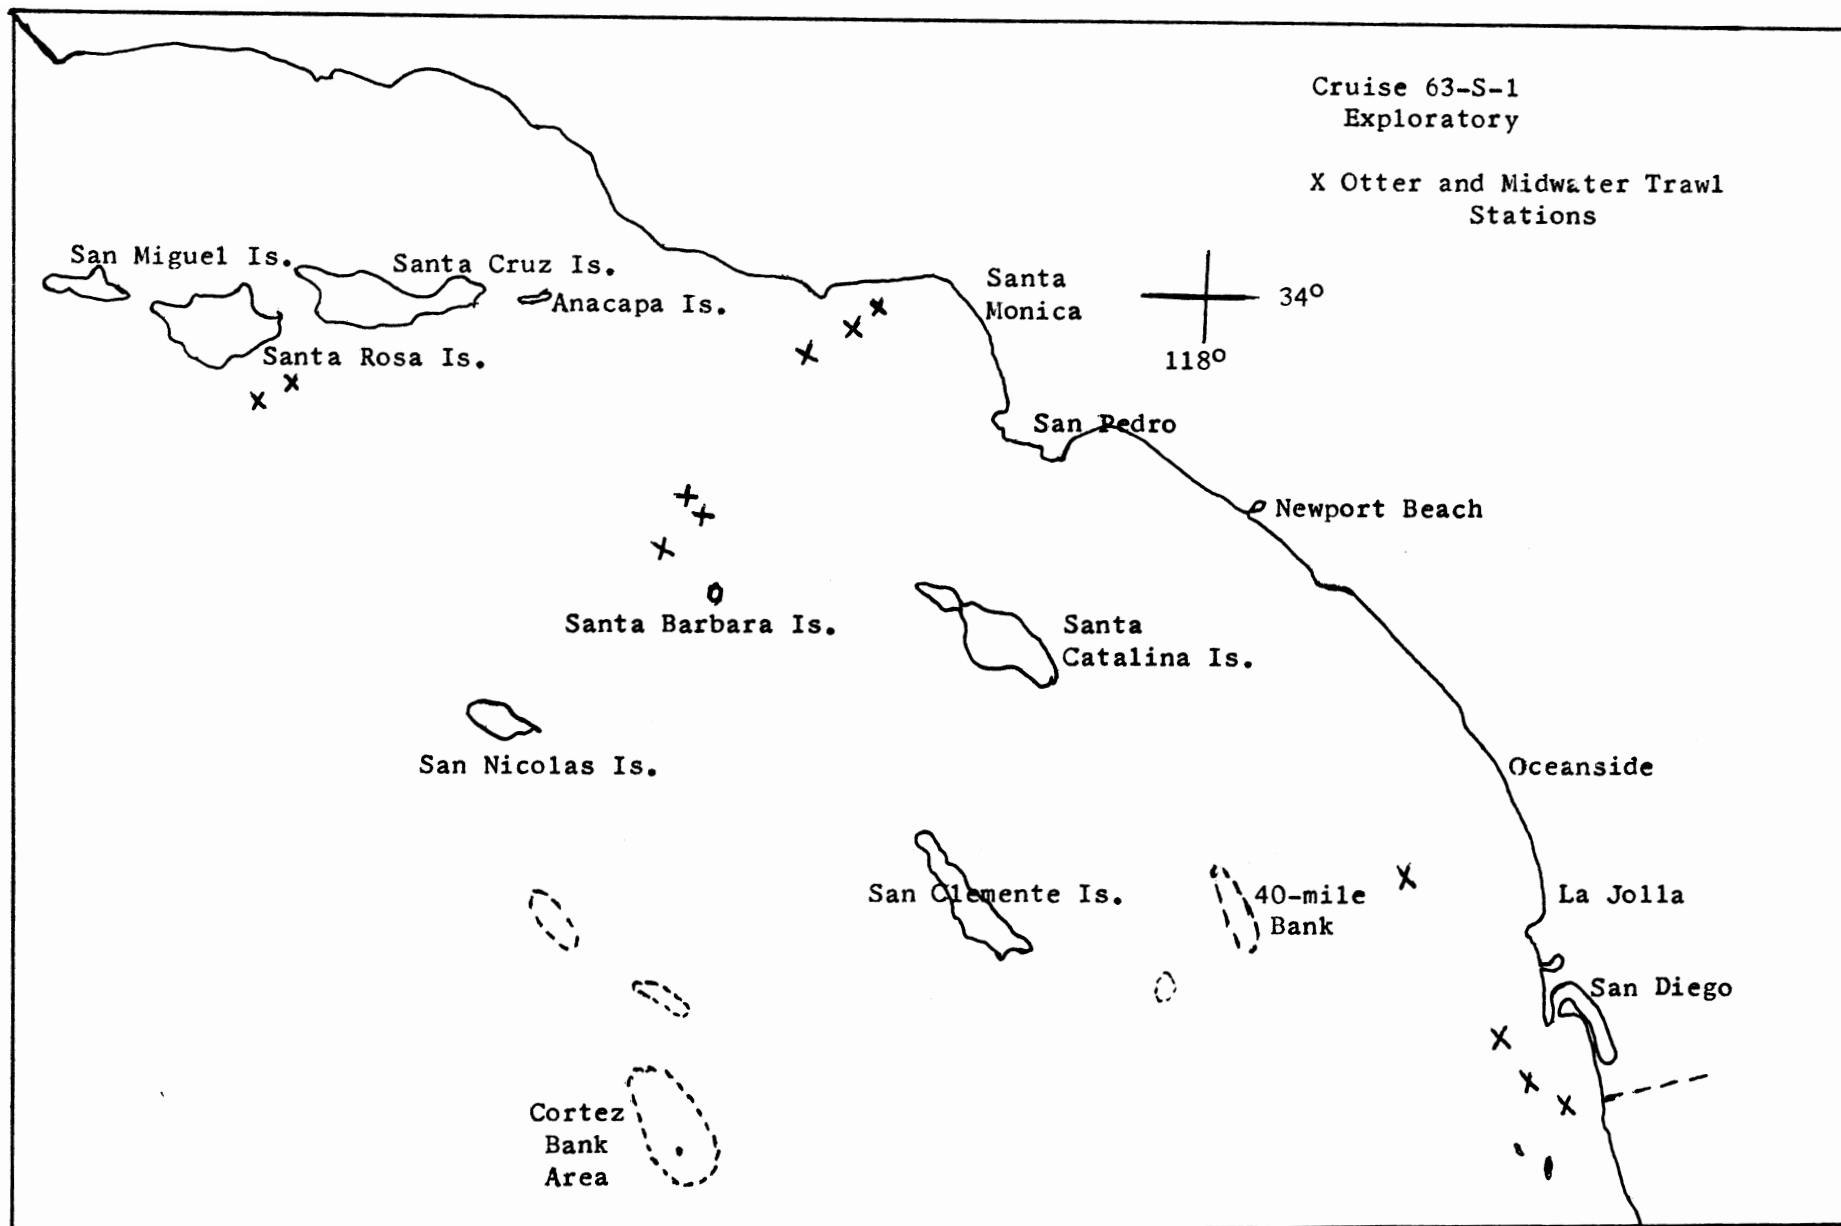 Cruise 63-S-1
Exploratory
X Otter and Midwater Trawl
Stations
San Miguel Is.
Santa Cruz Is.
Anacapa Is.
Santa Rosa Is.
Santa
Monica
34°
118°
San Pedro
Newport Beach
Santa Barbara Is.
Santa
Catalina Is.
San Nicolas Is.
Oceanside
San Clemente Is.
40-mile
Bank
La Jolla
San Diego
Cortez
Bank
Area